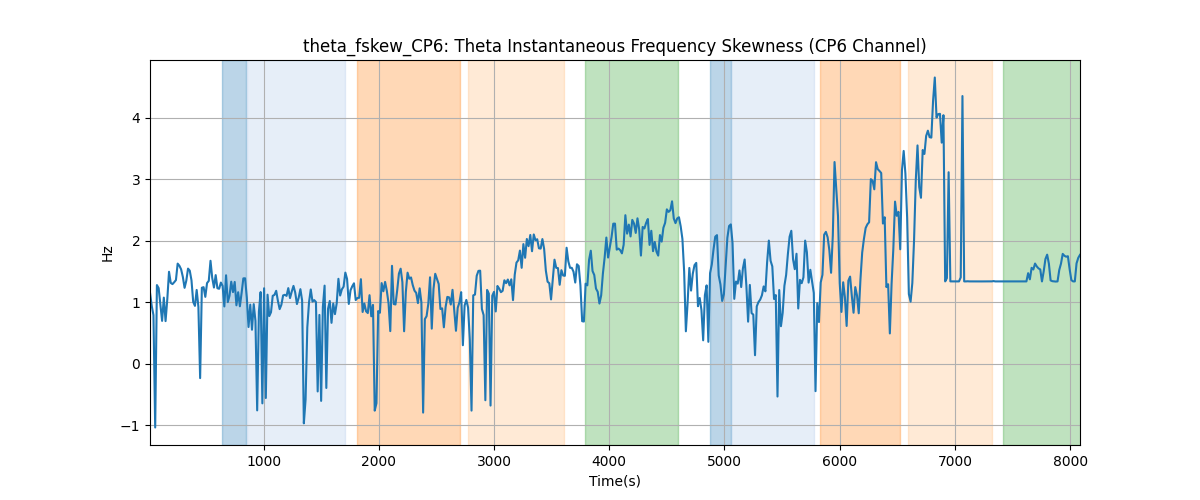 theta_fskew_CP6: Theta Instantaneous Frequency Skewness (CP6 Channel)
4
3
2
1
0
−1
Hz
1000 2000 3000 4000 5000 6000 7000 8000
Time(s)